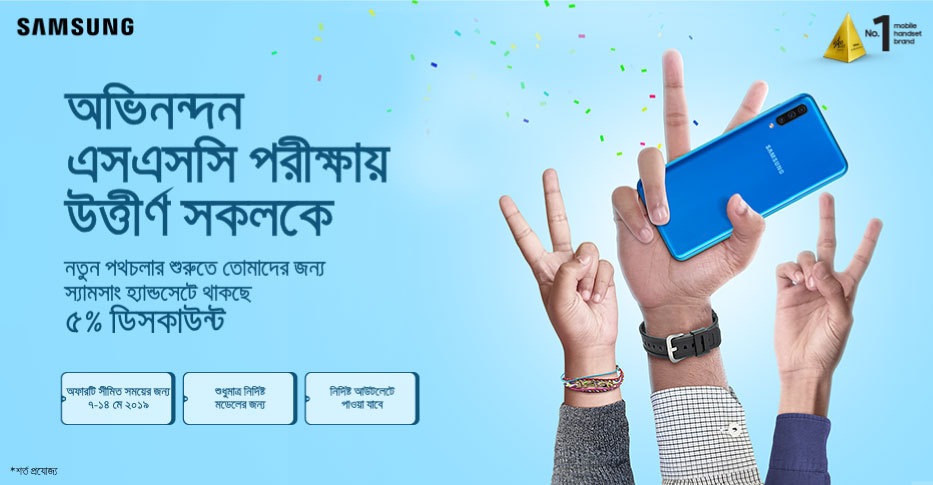 SAMSUNG
No.1 mobile
handset
brand
অভিনন্দন
এসএসসি পরীক্ষায়
উত্তীর্ণ সকলকে
নতুন পথচলার শুরুতে তোমাদের জন্য
স্যামসাং হ্যান্ডসেটে থাকছে
৫% ডিসকাউন্ট
SAMSUNG
অফারটি সীমিত সময়ের জন্য
৭-১৪ মে ২০১৯
শুধুমাত্র নির্দিষ্ট
মডেলের জন্য
নির্দিষ্ট আউটলেটে
পাওয়া যাবে
*শর্ত প্রযোজ্য